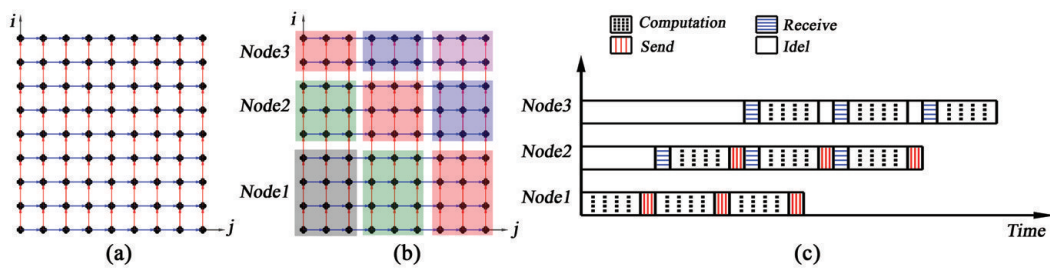 i
j
(a)
i
Node3
Node2
Node1
j
(b)
Computation
Receive
Send
Idel
Node3
Node2
Node1
Time
(c)